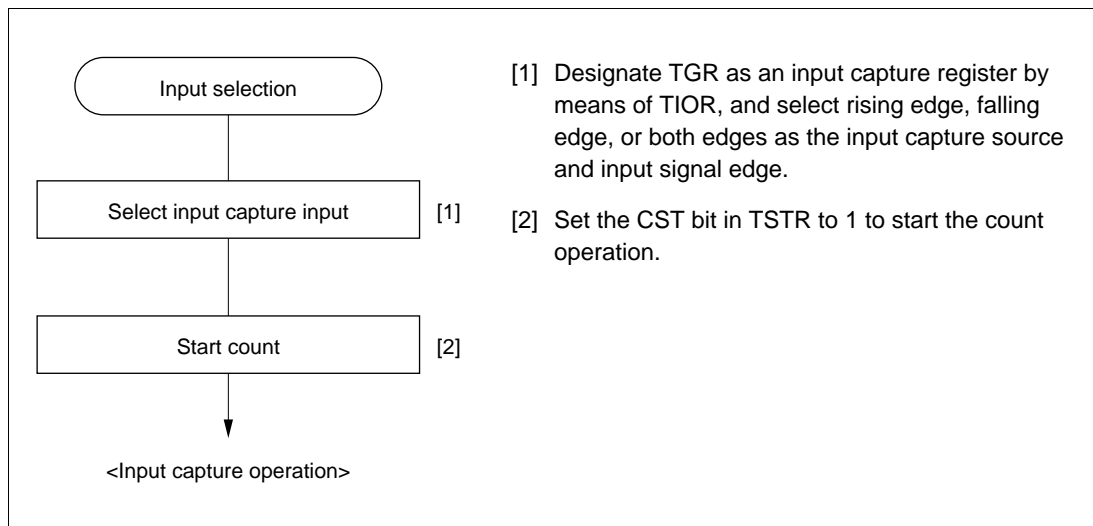 Input selection
Select input capture input
[1]
Start count
[2]
<Input capture operation>
[1] Designate TGR as an input capture register by
means of TIOR, and select rising edge, falling
edge, or both edges as the input capture source
and input signal edge.
[2] Set the CST bit in TSTR to 1 to start the count
operation.